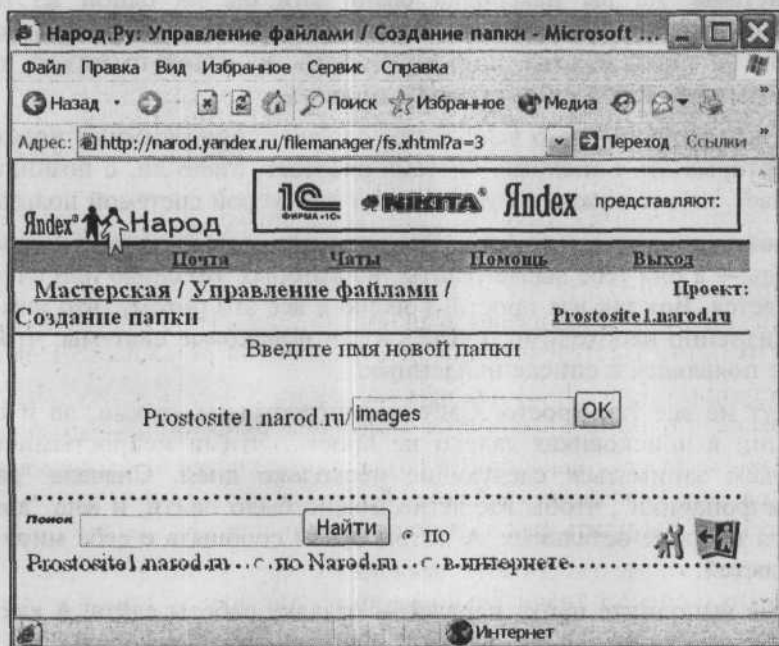 Народ.Ру: Управление файлами / Создание папки - Microsoft ...
Файл Правка Вид Избранное Сервис Справка
Назад Поиск Избранное Медиа »
Адрес: http://narod.yandex.ru/filemanager/fs.xhtml?a=3 Переход Ссылки »
1С ФИРМА «1С» NIKITA® Яndex представляют:
Яndex® Народ
Почта Чаты Помощь Выход
Мастерская / Управление файлами / Проект:
Создание папки Prostosite1.narod.ru
Введите имя новой папки
Prostosite1.narod.ru/ images OK
Поиск Найти по
Prostosite1.narod.ru по Narod.ru в интернете
Интернет